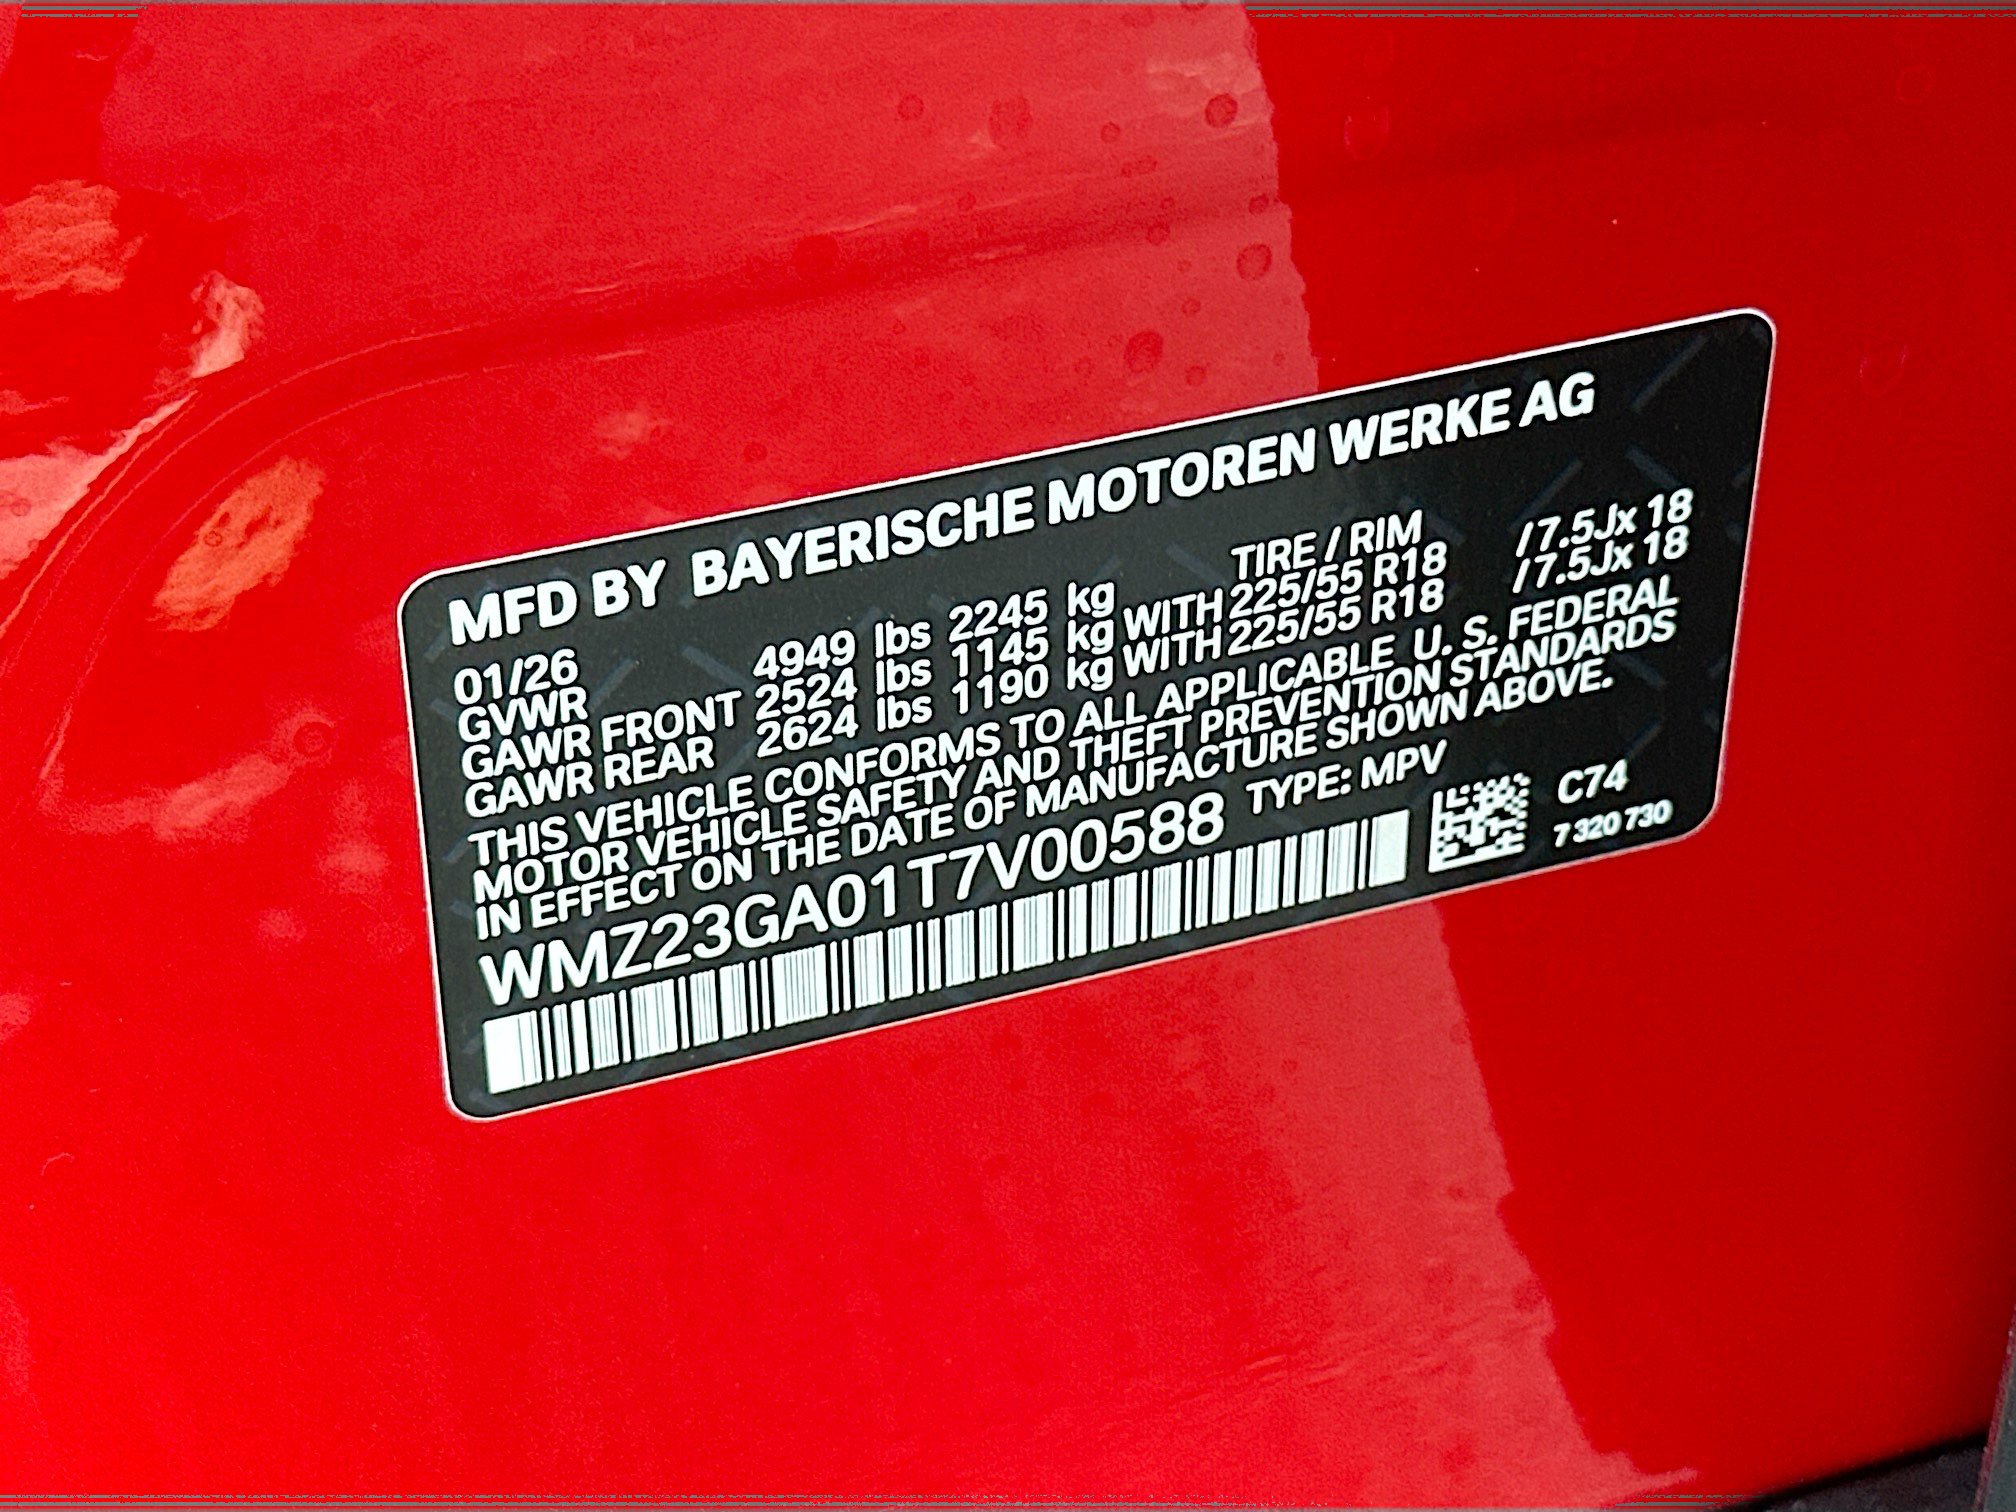 MFD BY BAYERISCHE MOTOREN WERKE AG
01/26 TIRE / RIM
GVWR 4949 lbs 2245 kg
GAWR FRONT 2524 lbs 1145 kg WITH 225/55 R18 /7.5Jx 18
GAWR REAR 2624 lbs 1190 kg WITH 225/55 R18 /7.5Jx 18
THIS VEHICLE CONFORMS TO ALL APPLICABLE U. S. FEDERAL
MOTOR VEHICLE SAFETY AND THEFT PREVENTION STANDARDS
IN EFFECT ON THE DATE OF MANUFACTURE SHOWN ABOVE.
WMZ23GA01T7V00588 TYPE: MPV
C74
7 320 730